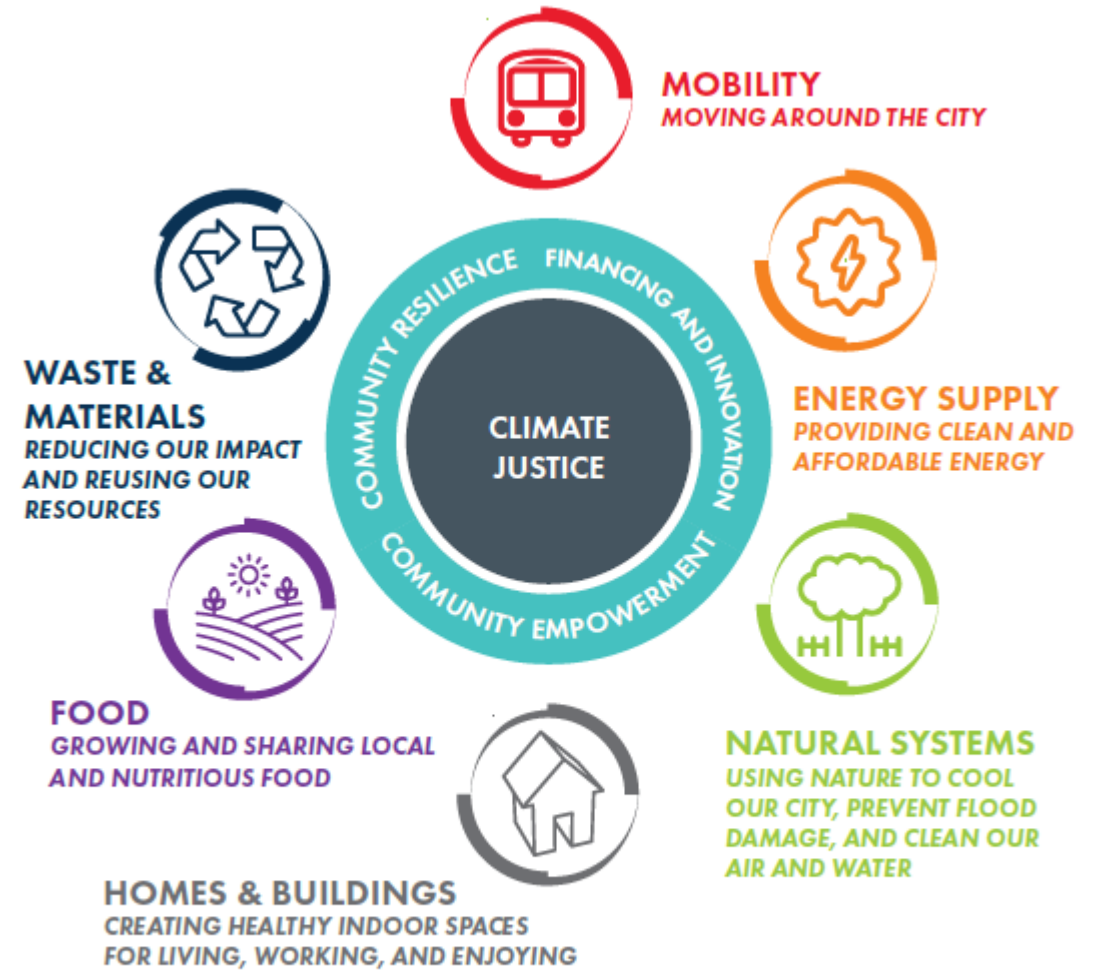 MOBILITY
MOVING AROUND THE CITY
ENERGY SUPPLY
PROVIDING CLEAN AND
AFFORDABLE ENERGY
NATURAL SYSTEMS
USING NATURE TO COOL
OUR CITY, PREVENT FLOOD
DAMAGE, AND CLEAN OUR
AIR AND WATER
HOMES & BUILDINGS
CREATING HEALTHY INDOOR SPACES
FOR LIVING, WORKING, AND ENJOYING
FOOD
GROWING AND SHARING LOCAL
AND NUTRITIOUS FOOD
WASTE &
MATERIALS
REDUCING OUR IMPACT
AND REUSING OUR
RESOURCES
COMMUNITY RESILIENCE
FINANCING AND INNOVATION
COMMUNITY EMPOWERMENT
CLIMATE
JUSTICE